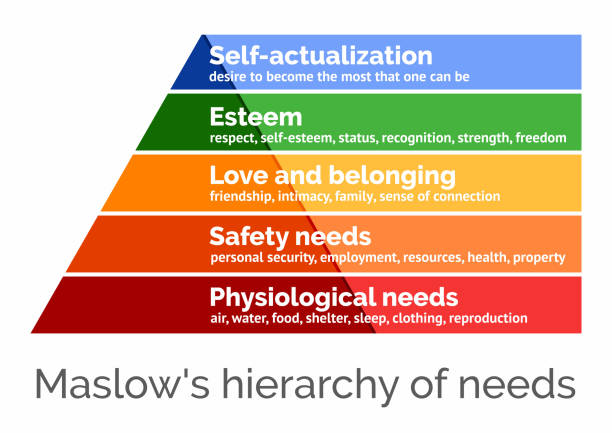 Self-actualization
desire to become the most that one can be
Esteem
respect, self-esteem, status, recognition, strength, freedom
Love and belonging
friendship, intimacy, family, sense of connection
Safety needs
personal security, employment, resources, health, property
Physiological needs
air, water, food, shelter, sleep, clothing, reproduction
Maslow's hierarchy of needs